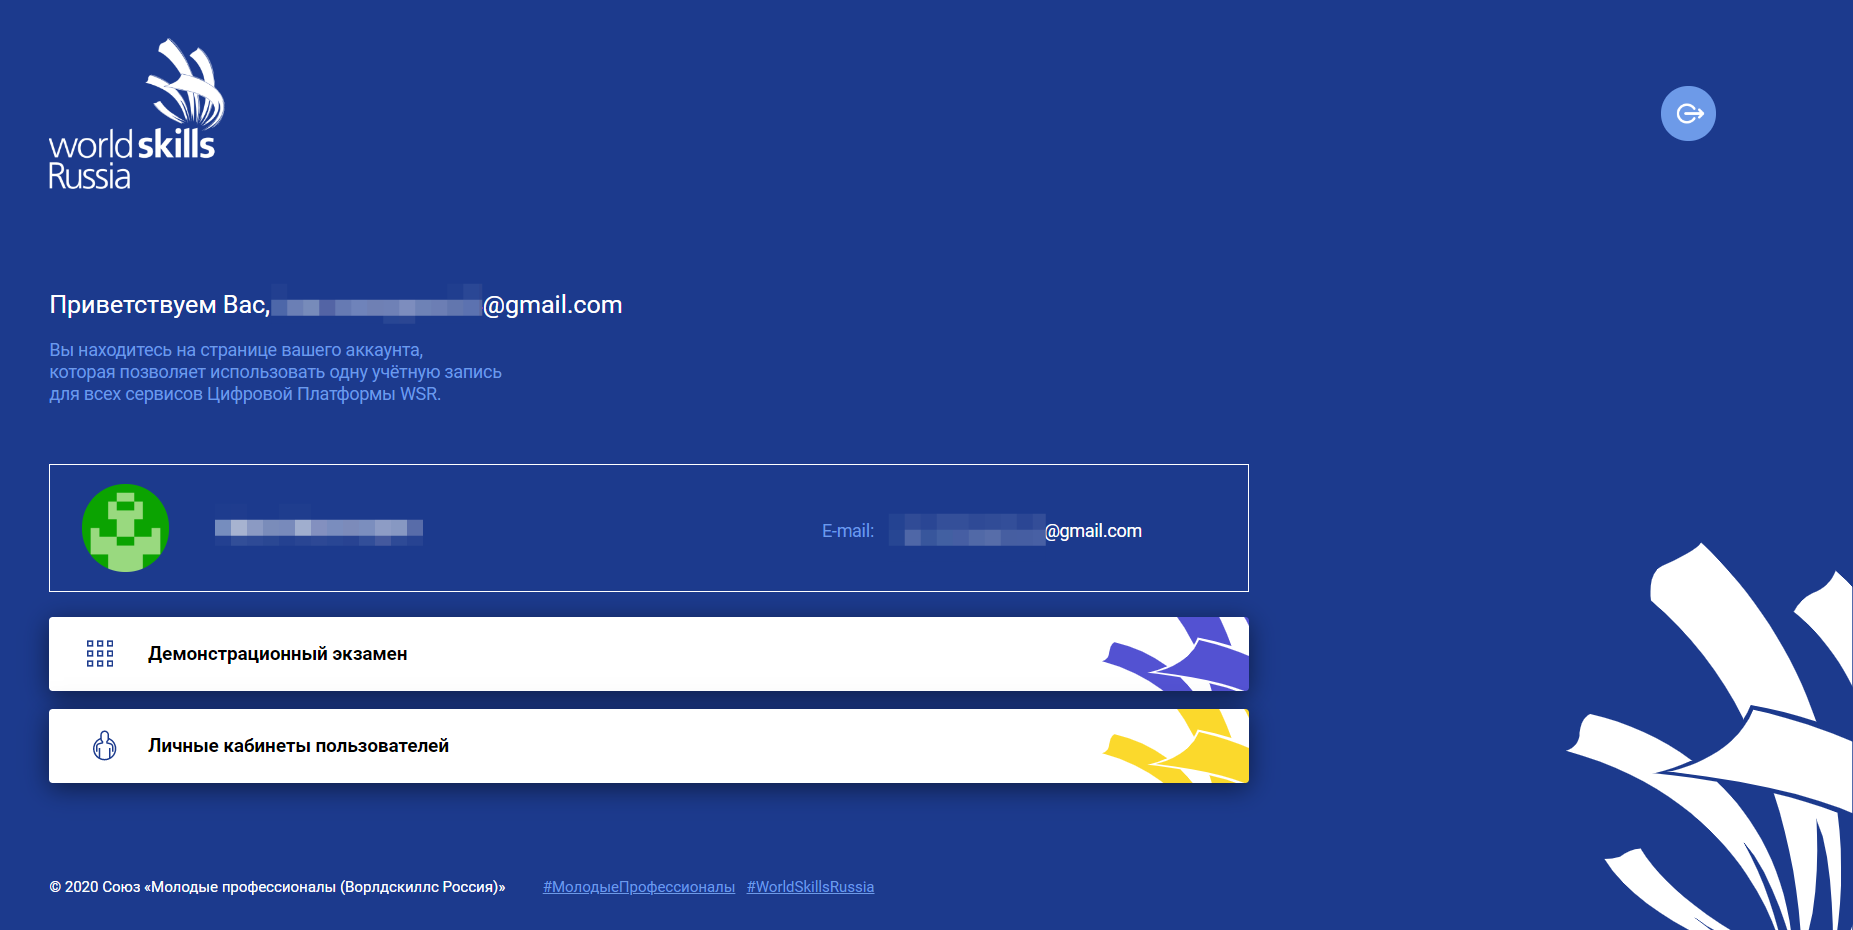 world skills
Russia
Приветствуем Вас, @gmail.com
Вы находитесь на странице вашего аккаунта,
которая позволяет использовать одну учётную запись
для всех сервисов Цифровой Платформы WSR.
E-mail: @gmail.com
Демонстрационный экзамен
Личные кабинеты пользователей
© 2020 Союз «Молодые профессионалы (Ворлдскиллс Россия)» #МолодыеПрофессионалы #WorldSkillsRussia